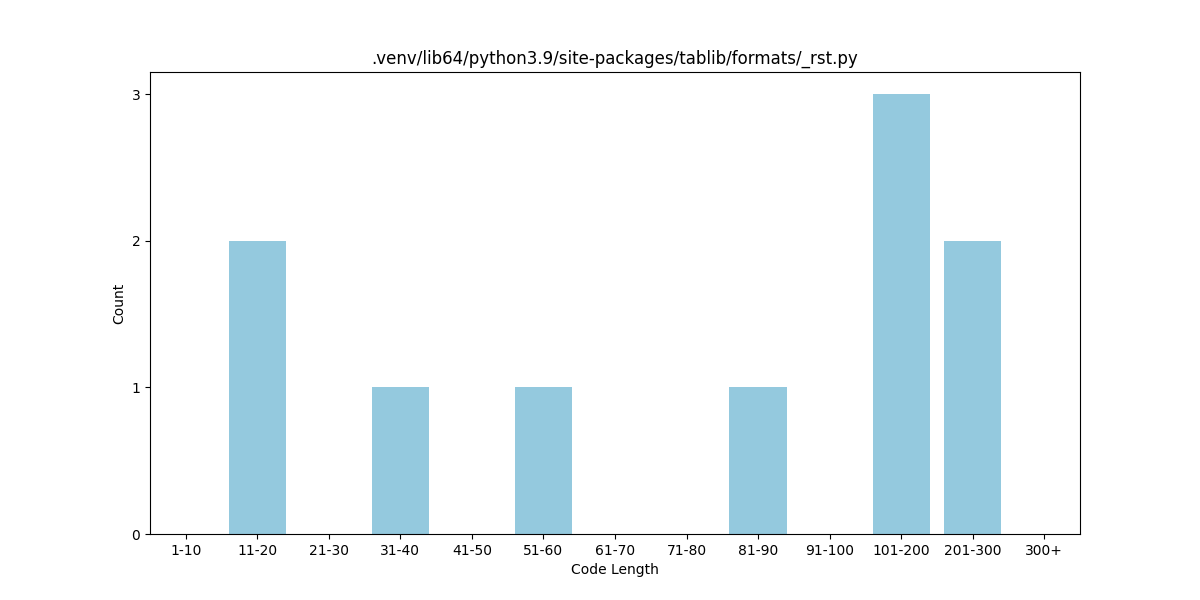 .venv/lib64/python3.9/site-packages/tablib/formats/_rst.py
3
2
1
0
Count
1-10 11-20 21-30 31-40 41-50 51-60 61-70 71-80 81-90 91-100 101-200 201-300 300+
Code Length